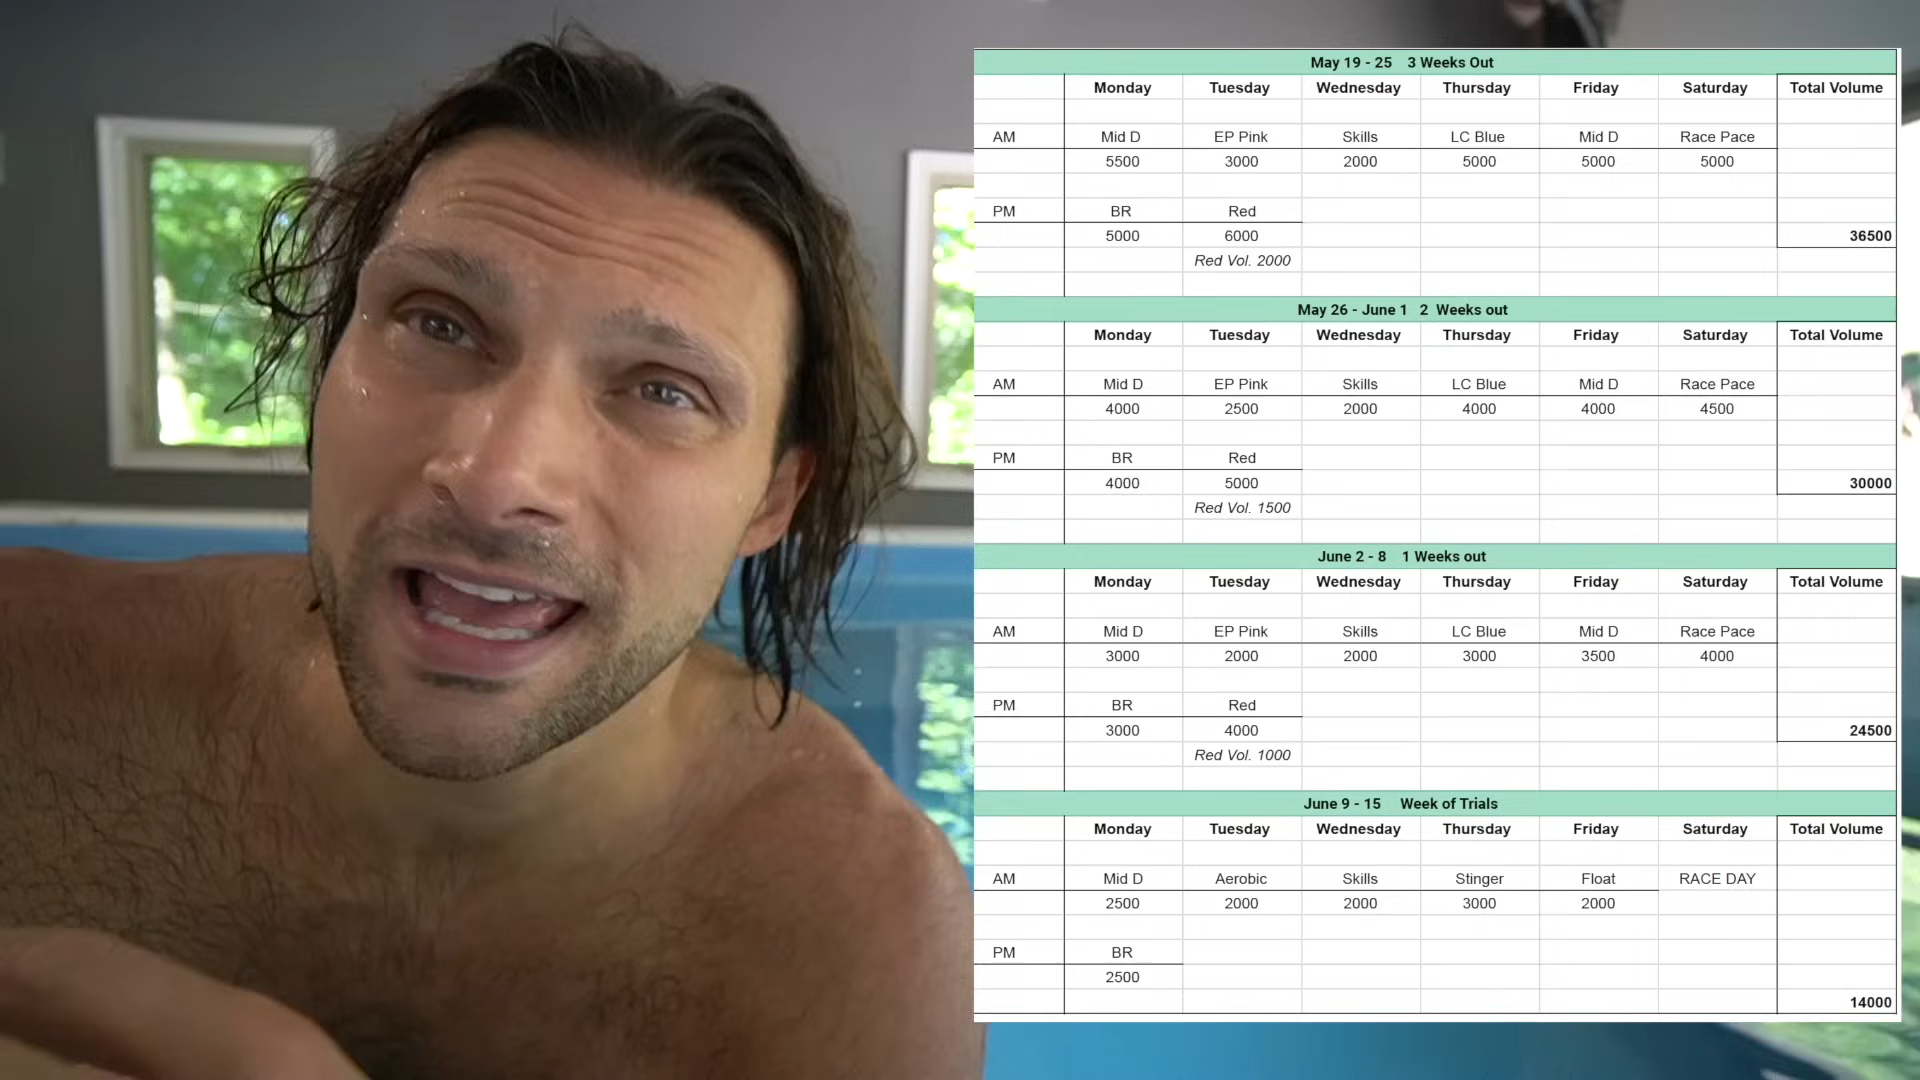 May 19 - 25 3 Weeks Out
Monday Tuesday Wednesday Thursday Friday Saturday Total Volume
AM Mid D EP Pink Skills LC Blue Mid D Race Pace
5500 3000 2000 5000 5000 5000
PM BR Red
5000 6000 36500
Red Vol. 2000
May 26 - June 1 2 Weeks out
Monday Tuesday Wednesday Thursday Friday Saturday Total Volume
AM Mid D EP Pink Skills LC Blue Mid D Race Pace
4000 2500 2000 4000 4000 4500
PM BR Red
4000 5000 30000
Red Vol. 1500
June 2 - 8 1 Weeks out
Monday Tuesday Wednesday Thursday Friday Saturday Total Volume
AM Mid D EP Pink Skills LC Blue Mid D Race Pace
3000 2000 2000 3000 3500 4000
PM BR Red
3000 4000 24500
Red Vol. 1000
June 9 - 15 Week of Trials
Monday Tuesday Wednesday Thursday Friday Saturday Total Volume
AM Mid D Aerobic Skills Stinger Float RACE DAY
2500 2000 2000 3000 2000
PM BR
2500
14000